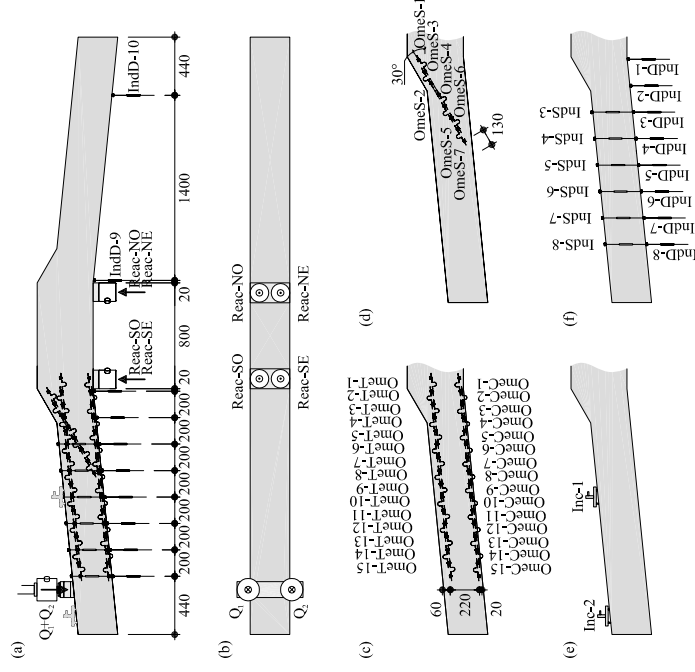 (a)
Q₁+Q₂
Reac-SO
Reac-SE
IndD-9
Reac-NO
Reac-NE
IndD-10
440
200
200
200
200
200
200
200
20
800
20
1400
440
(b)
Q₁
Q₂
Reac-SO
Reac-SE
Reac-NO
Reac-NE
(c)
OmeT-15
OmeT-14
OmeT-13
OmeT-12
OmeT-11
OmeT-10
OmeT-9
OmeT-8
OmeT-7
OmeT-6
OmeT-5
OmeT-4
OmeT-3
OmeT-2
OmeT-1
60
220
20
OmeC-15
OmeC-14
OmeC-13
OmeC-12
OmeC-11
OmeC-10
OmeC-9
OmeC-8
OmeC-7
OmeC-6
OmeC-5
OmeC-4
OmeC-3
OmeC-2
OmeC-1
(d)
30°
OmeS-1
OmeS-2
OmeS-3
OmeS-4
OmeS-5
OmeS-6
OmeS-7
130
(e)
Inc-2
Inc-1
(f)
IndS-8
IndS-7
IndS-6
IndS-5
IndS-4
IndS-3
IndD-8
IndD-7
IndD-6
IndD-5
IndD-4
IndD-3
IndD-2
IndD-1